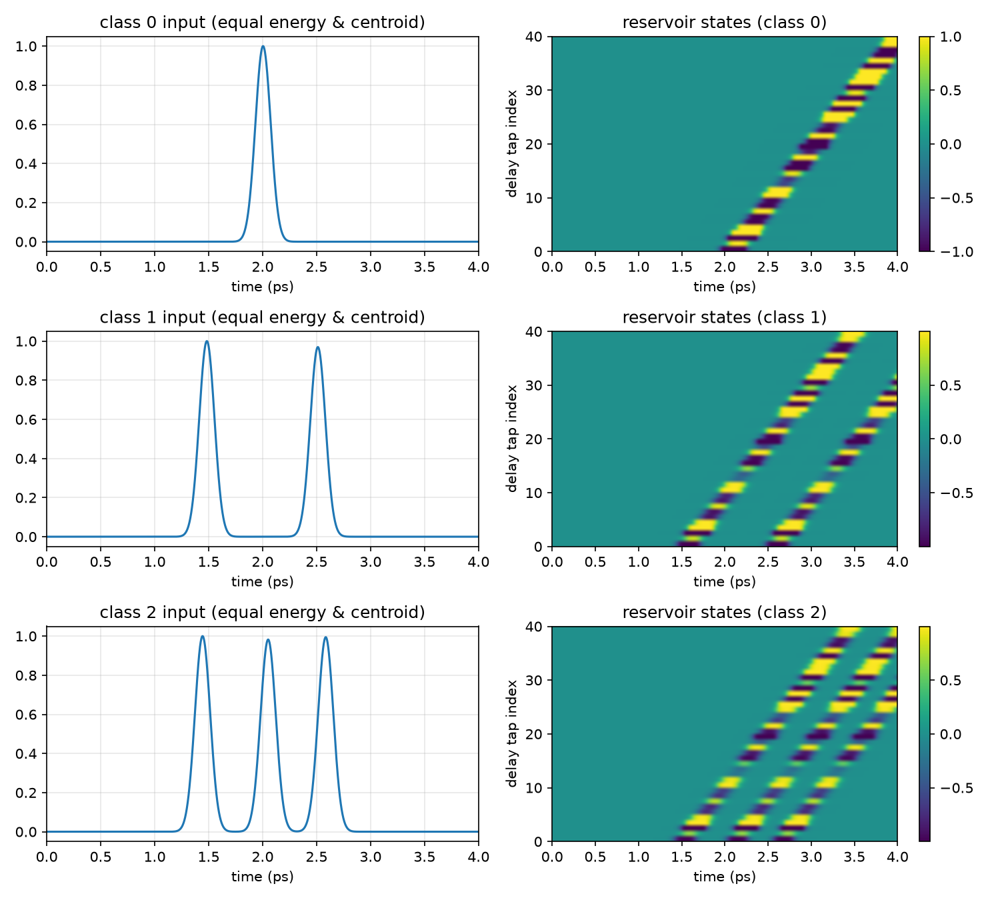 class 0 input (equal energy & centroid)
1.0
0.8
0.6
0.4
0.2
0.0
0.0 0.5 1.0 1.5 2.0 2.5 3.0 3.5 4.0
time (ps)
reservoir states (class 0)
delay tap index
40
30
20
10
0
0.0 0.5 1.0 1.5 2.0 2.5 3.0 3.5 4.0
time (ps)
1.0
0.5
0.0
−0.5
−1.0
class 1 input (equal energy & centroid)
1.0
0.8
0.6
0.4
0.2
0.0
0.0 0.5 1.0 1.5 2.0 2.5 3.0 3.5 4.0
time (ps)
reservoir states (class 1)
delay tap index
40
30
20
10
0
0.0 0.5 1.0 1.5 2.0 2.5 3.0 3.5 4.0
time (ps)
0.5
0.0
−0.5
class 2 input (equal energy & centroid)
1.0
0.8
0.6
0.4
0.2
0.0
0.0 0.5 1.0 1.5 2.0 2.5 3.0 3.5 4.0
time (ps)
reservoir states (class 2)
delay tap index
40
30
20
10
0
0.0 0.5 1.0 1.5 2.0 2.5 3.0 3.5 4.0
time (ps)
0.5
0.0
−0.5